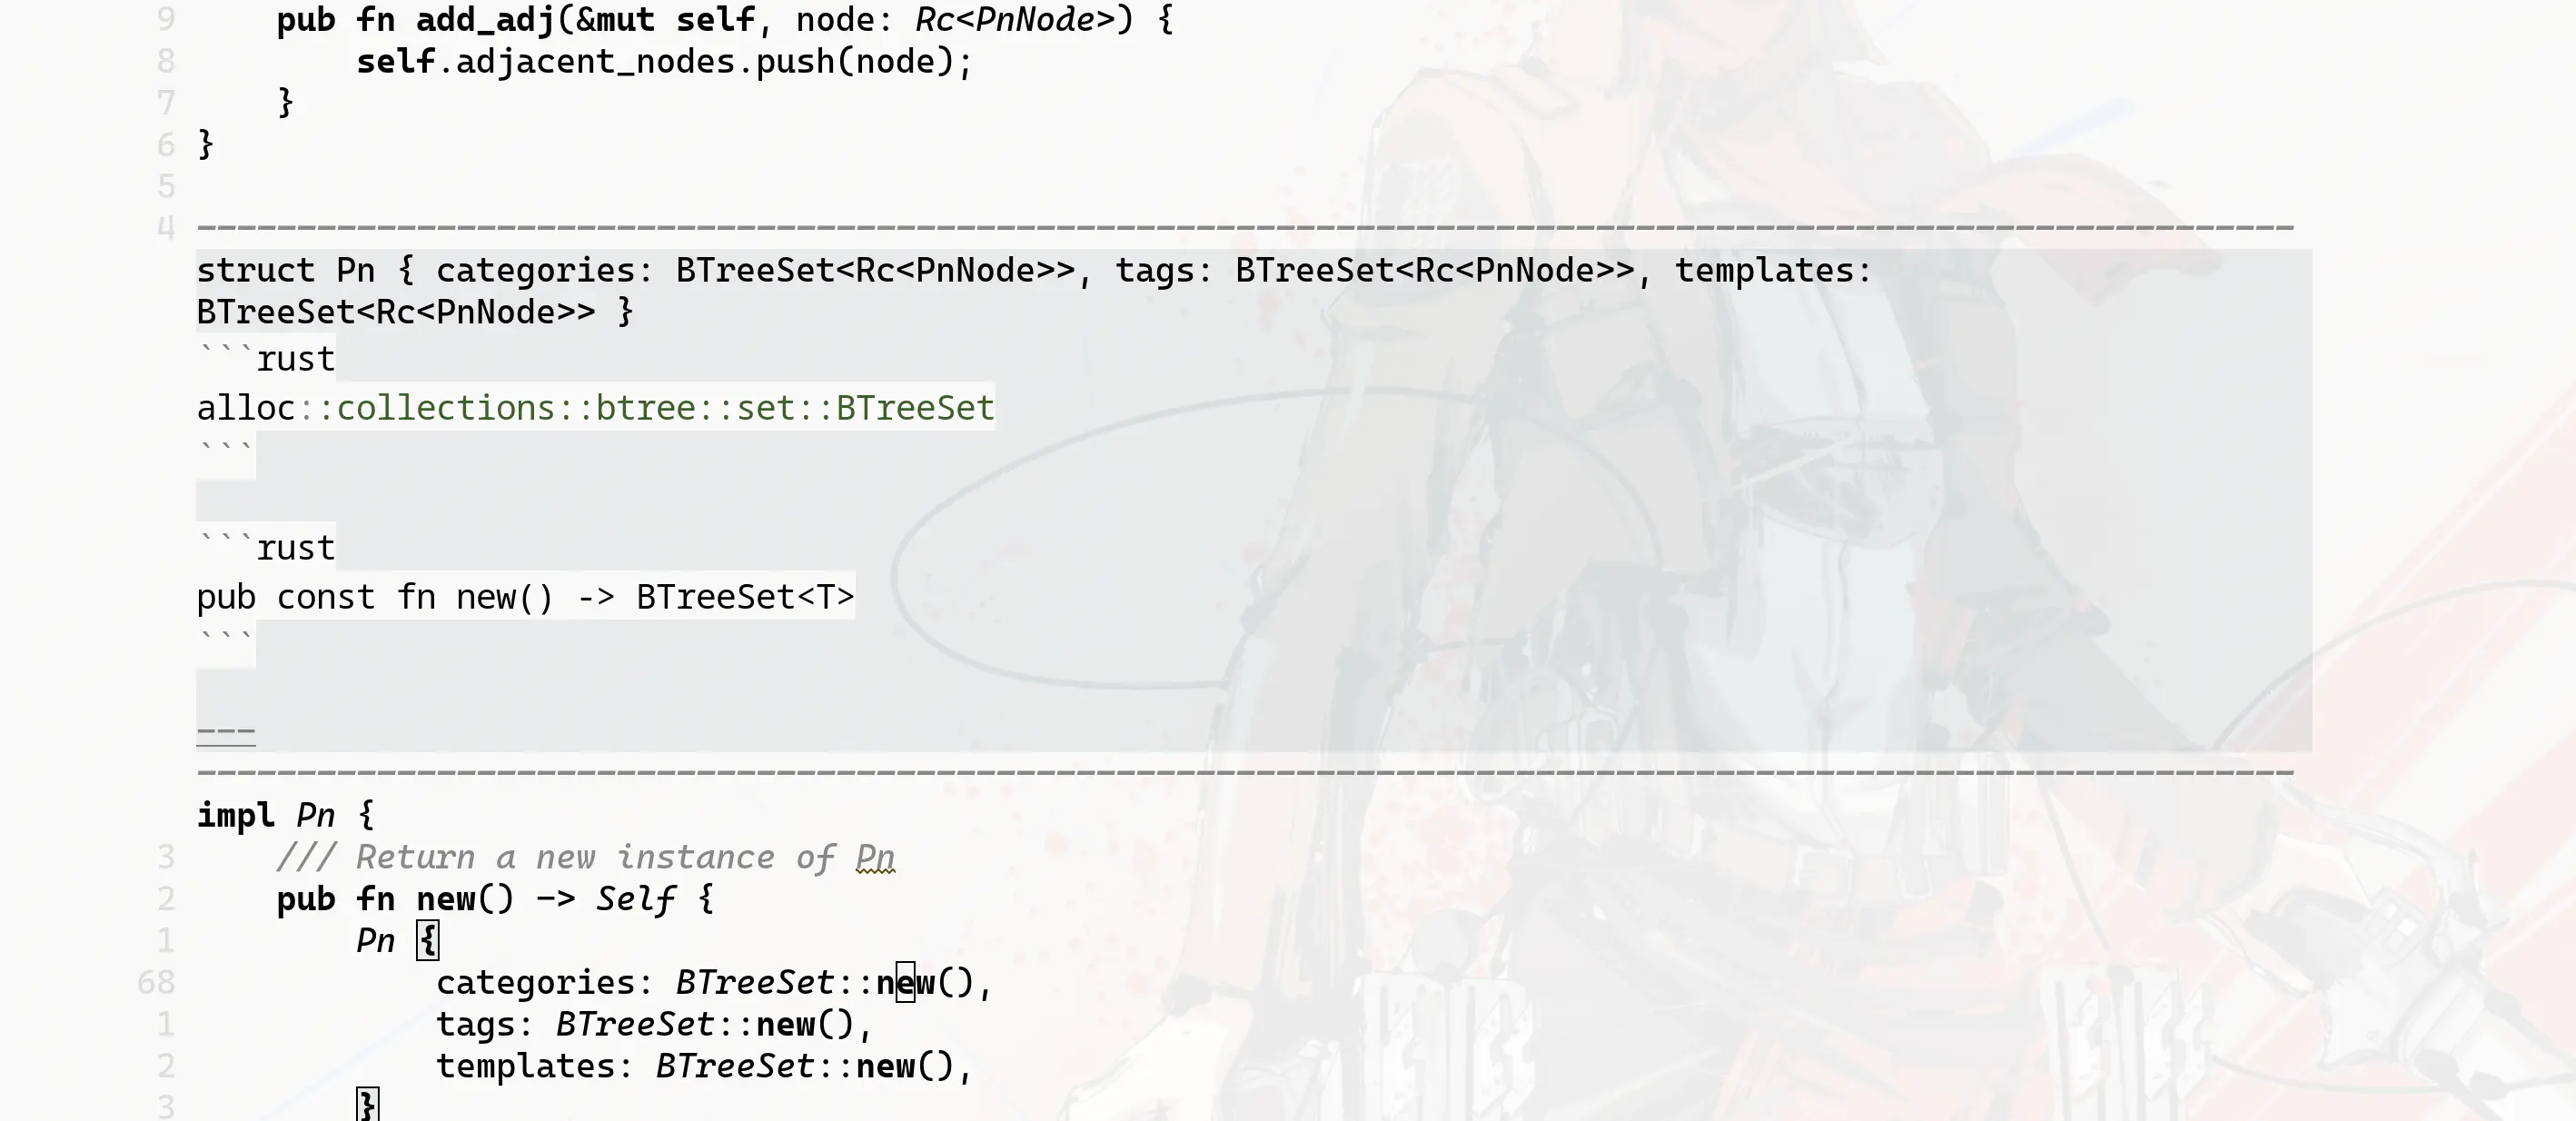 9 pub fn add_adj(&mut self, node: Rc<PnNode>) {
8 self.adjacent_nodes.push(node);
7 }
6 }
5
4 ---------------------------------------------------------------------------------------------------------
struct Pn { categories: BTreeSet<Rc<PnNode>>, tags: BTreeSet<Rc<PnNode>>, templates:
BTreeSet<Rc<PnNode>> }
```rust
alloc::collections::btree::set::BTreeSet
```
```rust
pub const fn new() -> BTreeSet<T>
```
---
---------------------------------------------------------------------------------------------------------
impl Pn {
3 /// Return a new instance of Pn
2 pub fn new() -> Self {
1 Pn {
68 categories: BTreeSet::new(),
1 tags: BTreeSet::new(),
2 templates: BTreeSet::new(),
3 }